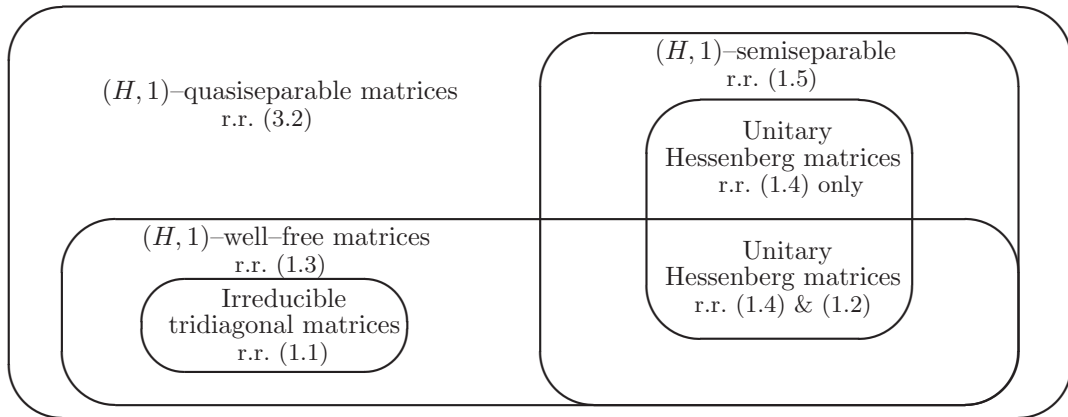 (H, 1)–quasiseparable matrices
r.r. (3.2)
(H, 1)–semiseparable
r.r. (1.5)
Unitary
Hessenberg matrices
r.r. (1.4) only
(H, 1)–well–free matrices
r.r. (1.3)
Irreducible
tridiagonal matrices
r.r. (1.1)
Unitary
Hessenberg matrices
r.r. (1.4) & (1.2)